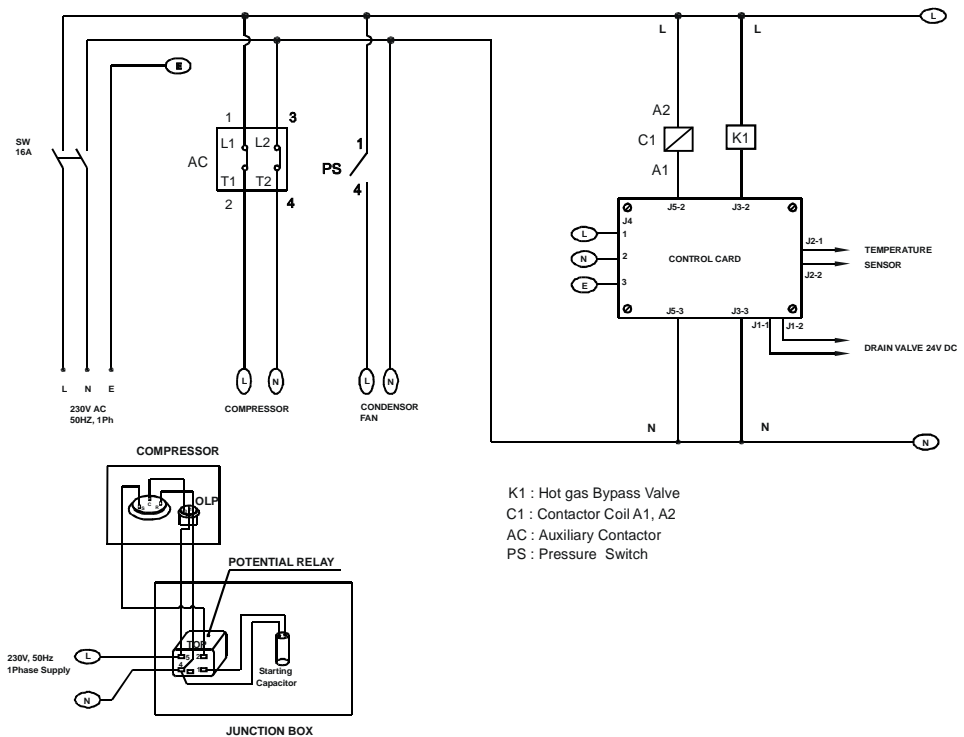 L
L
L
E
SW
16A
1
3
L1
L2
AC
T1
T2
2
4
1
PS
4
A2
C1
K1
A1
J5-2
J3-2
J4
L
1
N
2
E
3
CONTROL CARD
J2-1
TEMPERATURE
SENSOR
J2-2
J5-3
J3-3
J1-1
J1-2
DRAIN VALVE 24V DC
L
N
E
230V AC
50HZ, 1Ph
L
N
COMPRESSOR
L
N
CONDENSOR
FAN
N
N
N
COMPRESSOR
C
OLP
K1 : Hot gas Bypass Valve
C1 : Contactor Coil A1, A2
AC : Auxiliary Contactor
PS : Pressure Switch
POTENTIAL RELAY
TOP
5
2
4
1
230V, 50Hz
1Phase Supply
L
N
Starting
Capacitor
JUNCTION BOX